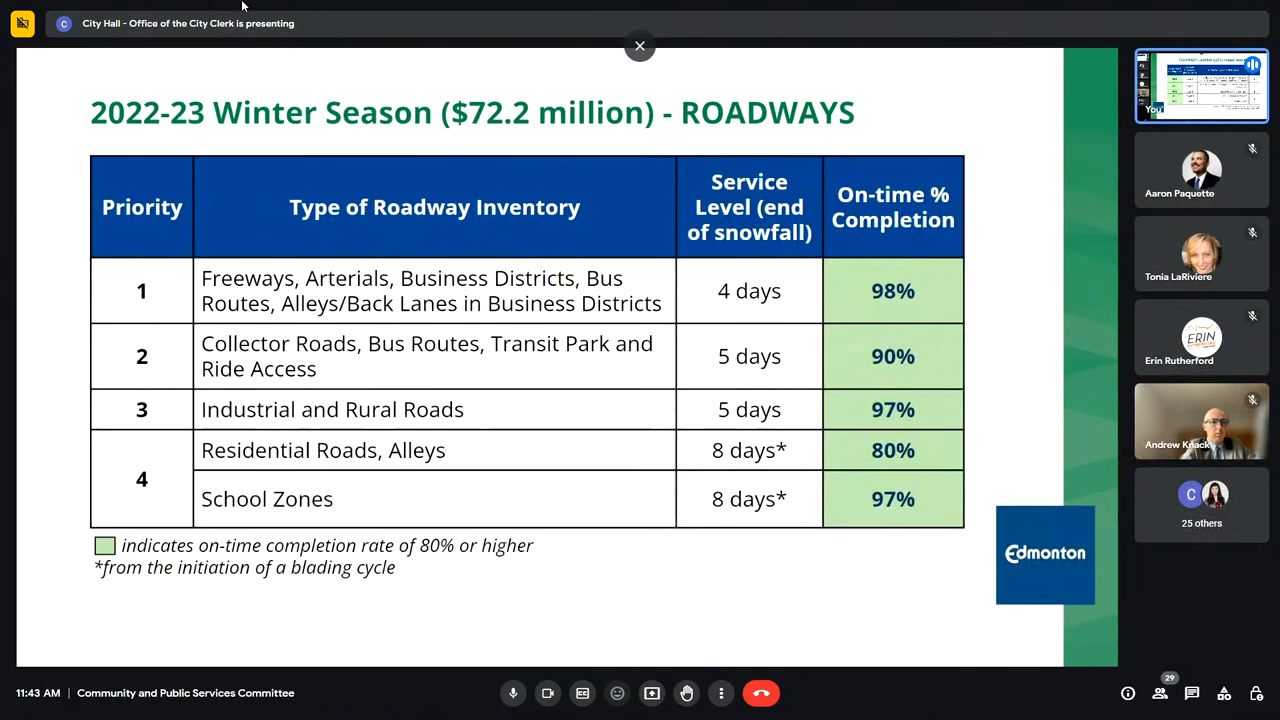 City Hall - Office of the City Clerk is presenting
C
2022-23 Winter Season ($72.2 million) - ROADWAYS
Priority
Type of Roadway Inventory
Service
Level (end
of snowfall)
On-time %
Completion
1
Freeways, Arterials, Business Districts, Bus
Routes, Alleys/Back Lanes in Business Districts
4 days
98%
2
Collector Roads, Bus Routes, Transit Park and
Ride Access
5 days
90%
3
Industrial and Rural Roads
5 days
97%
4
Residential Roads, Alleys
8 days*
80%
School Zones
8 days*
97%
indicates on-time completion rate of 80% or higher
*from the initiation of a blading cycle
Edmonton
You
Aaron Paquette
Tonia LaRiviere
ERIN
Erin Rutherford
Andrew Knack
C
25 others
11:43 AM | Community and Public Services Committee
29